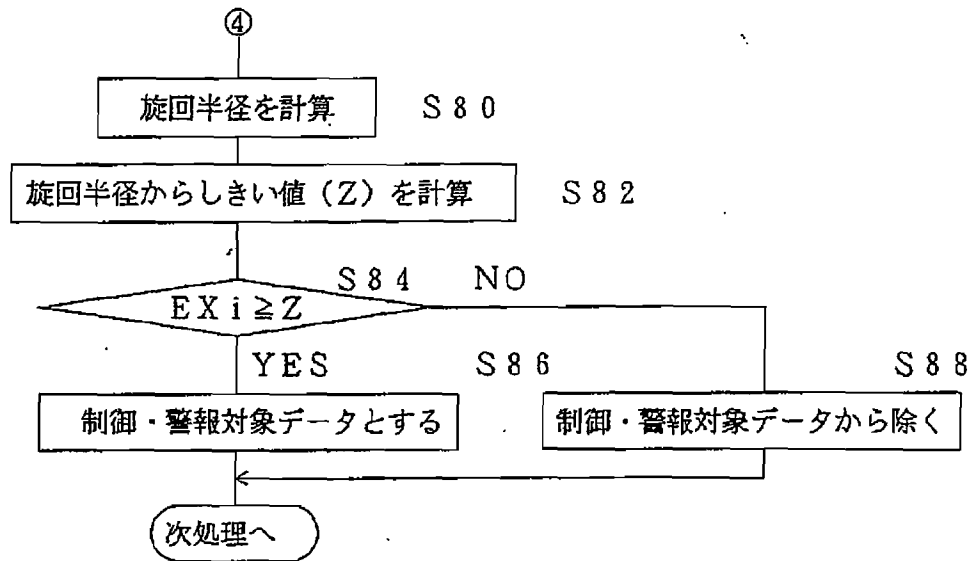 ④
旋回半径を計算 S80
旋回半径からしきい値（Z）を計算 S82
S84 NO
EXi≧Z
YES S86 S88
制御・警報対象データとする 制御・警報対象データから除く
次処理へ